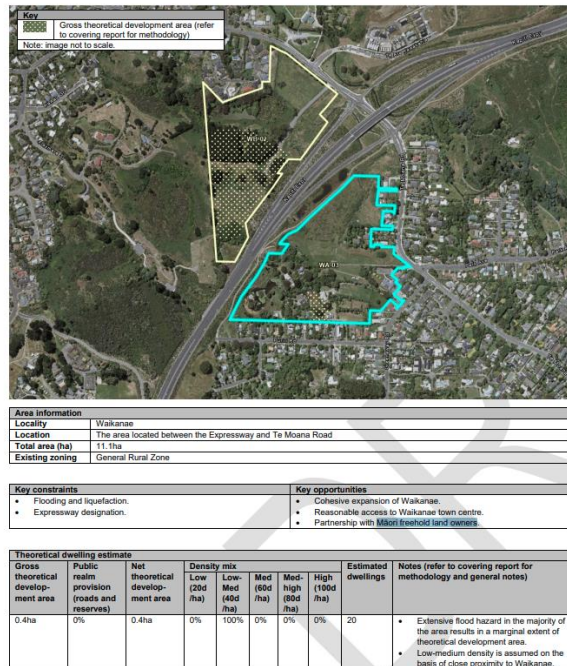 Key
Gross theoretical development area (refer
to covering report for methodology)
Note: image not to scale.
WA-03
Area information
Locality Waikanae
Location The area located between the Expressway and Te Moana Road
Total area (ha) 11.1ha
Existing zoning General Rural Zone
Key constraints Key opportunities
• Flooding and liquefaction. • Cohesive expansion of Waikanae.
• Expressway designation. • Reasonable access to Waikanae town centre.
• Partnership with Māori freehold land owners.
Theoretical dwelling estimate
Gross theoretical develop-ment area
Public realm provision (roads and reserves)
Net theoretical develop-ment area
Density mix
Low (20d /ha)
Low-Med (40d /ha)
Med (60d /ha)
Med-high (80d /ha)
High (100d /ha)
Estimated dwellings
Notes (refer to covering report for methodology and general notes)
0.4ha 0% 0.4ha 0% 100% 0% 0% 0% 20
• Extensive flood hazard in the majority of
the area results in a marginal extent of
theoretical development area.
• Low-medium density is assumed on the
basis of close proximity to Waikanae.